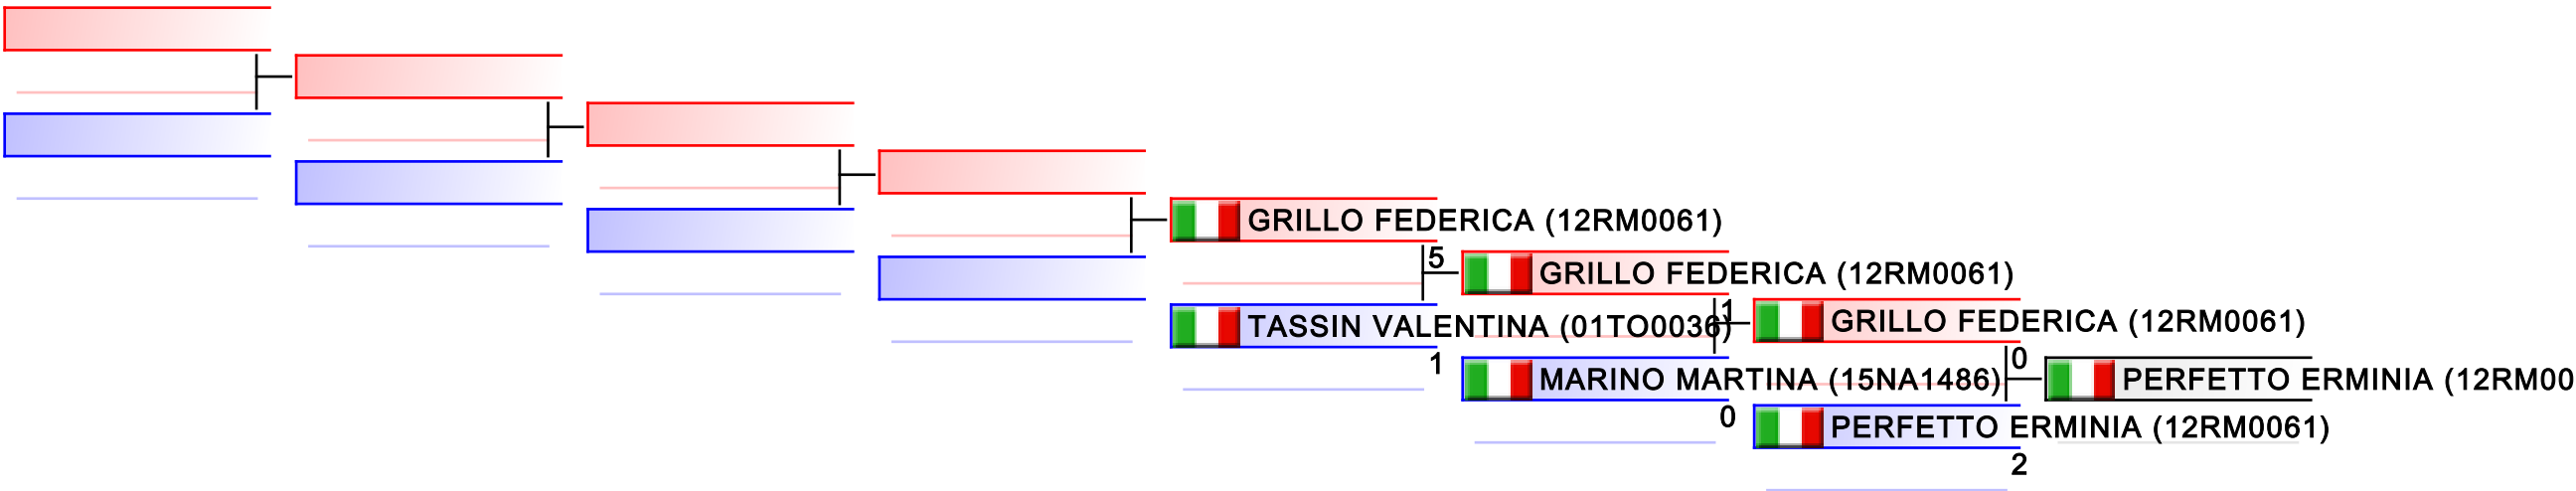 GRILLO FEDERICA (12RM0061)
5
GRILLO FEDERICA (12RM0061)
TASSIN VALENTINA (01TO0036)
1
1
GRILLO FEDERICA (12RM0061)
MARINO MARTINA (15NA1486)
0
0
PERFETTO ERMINIA (12RM00
PERFETTO ERMINIA (12RM0061)
2